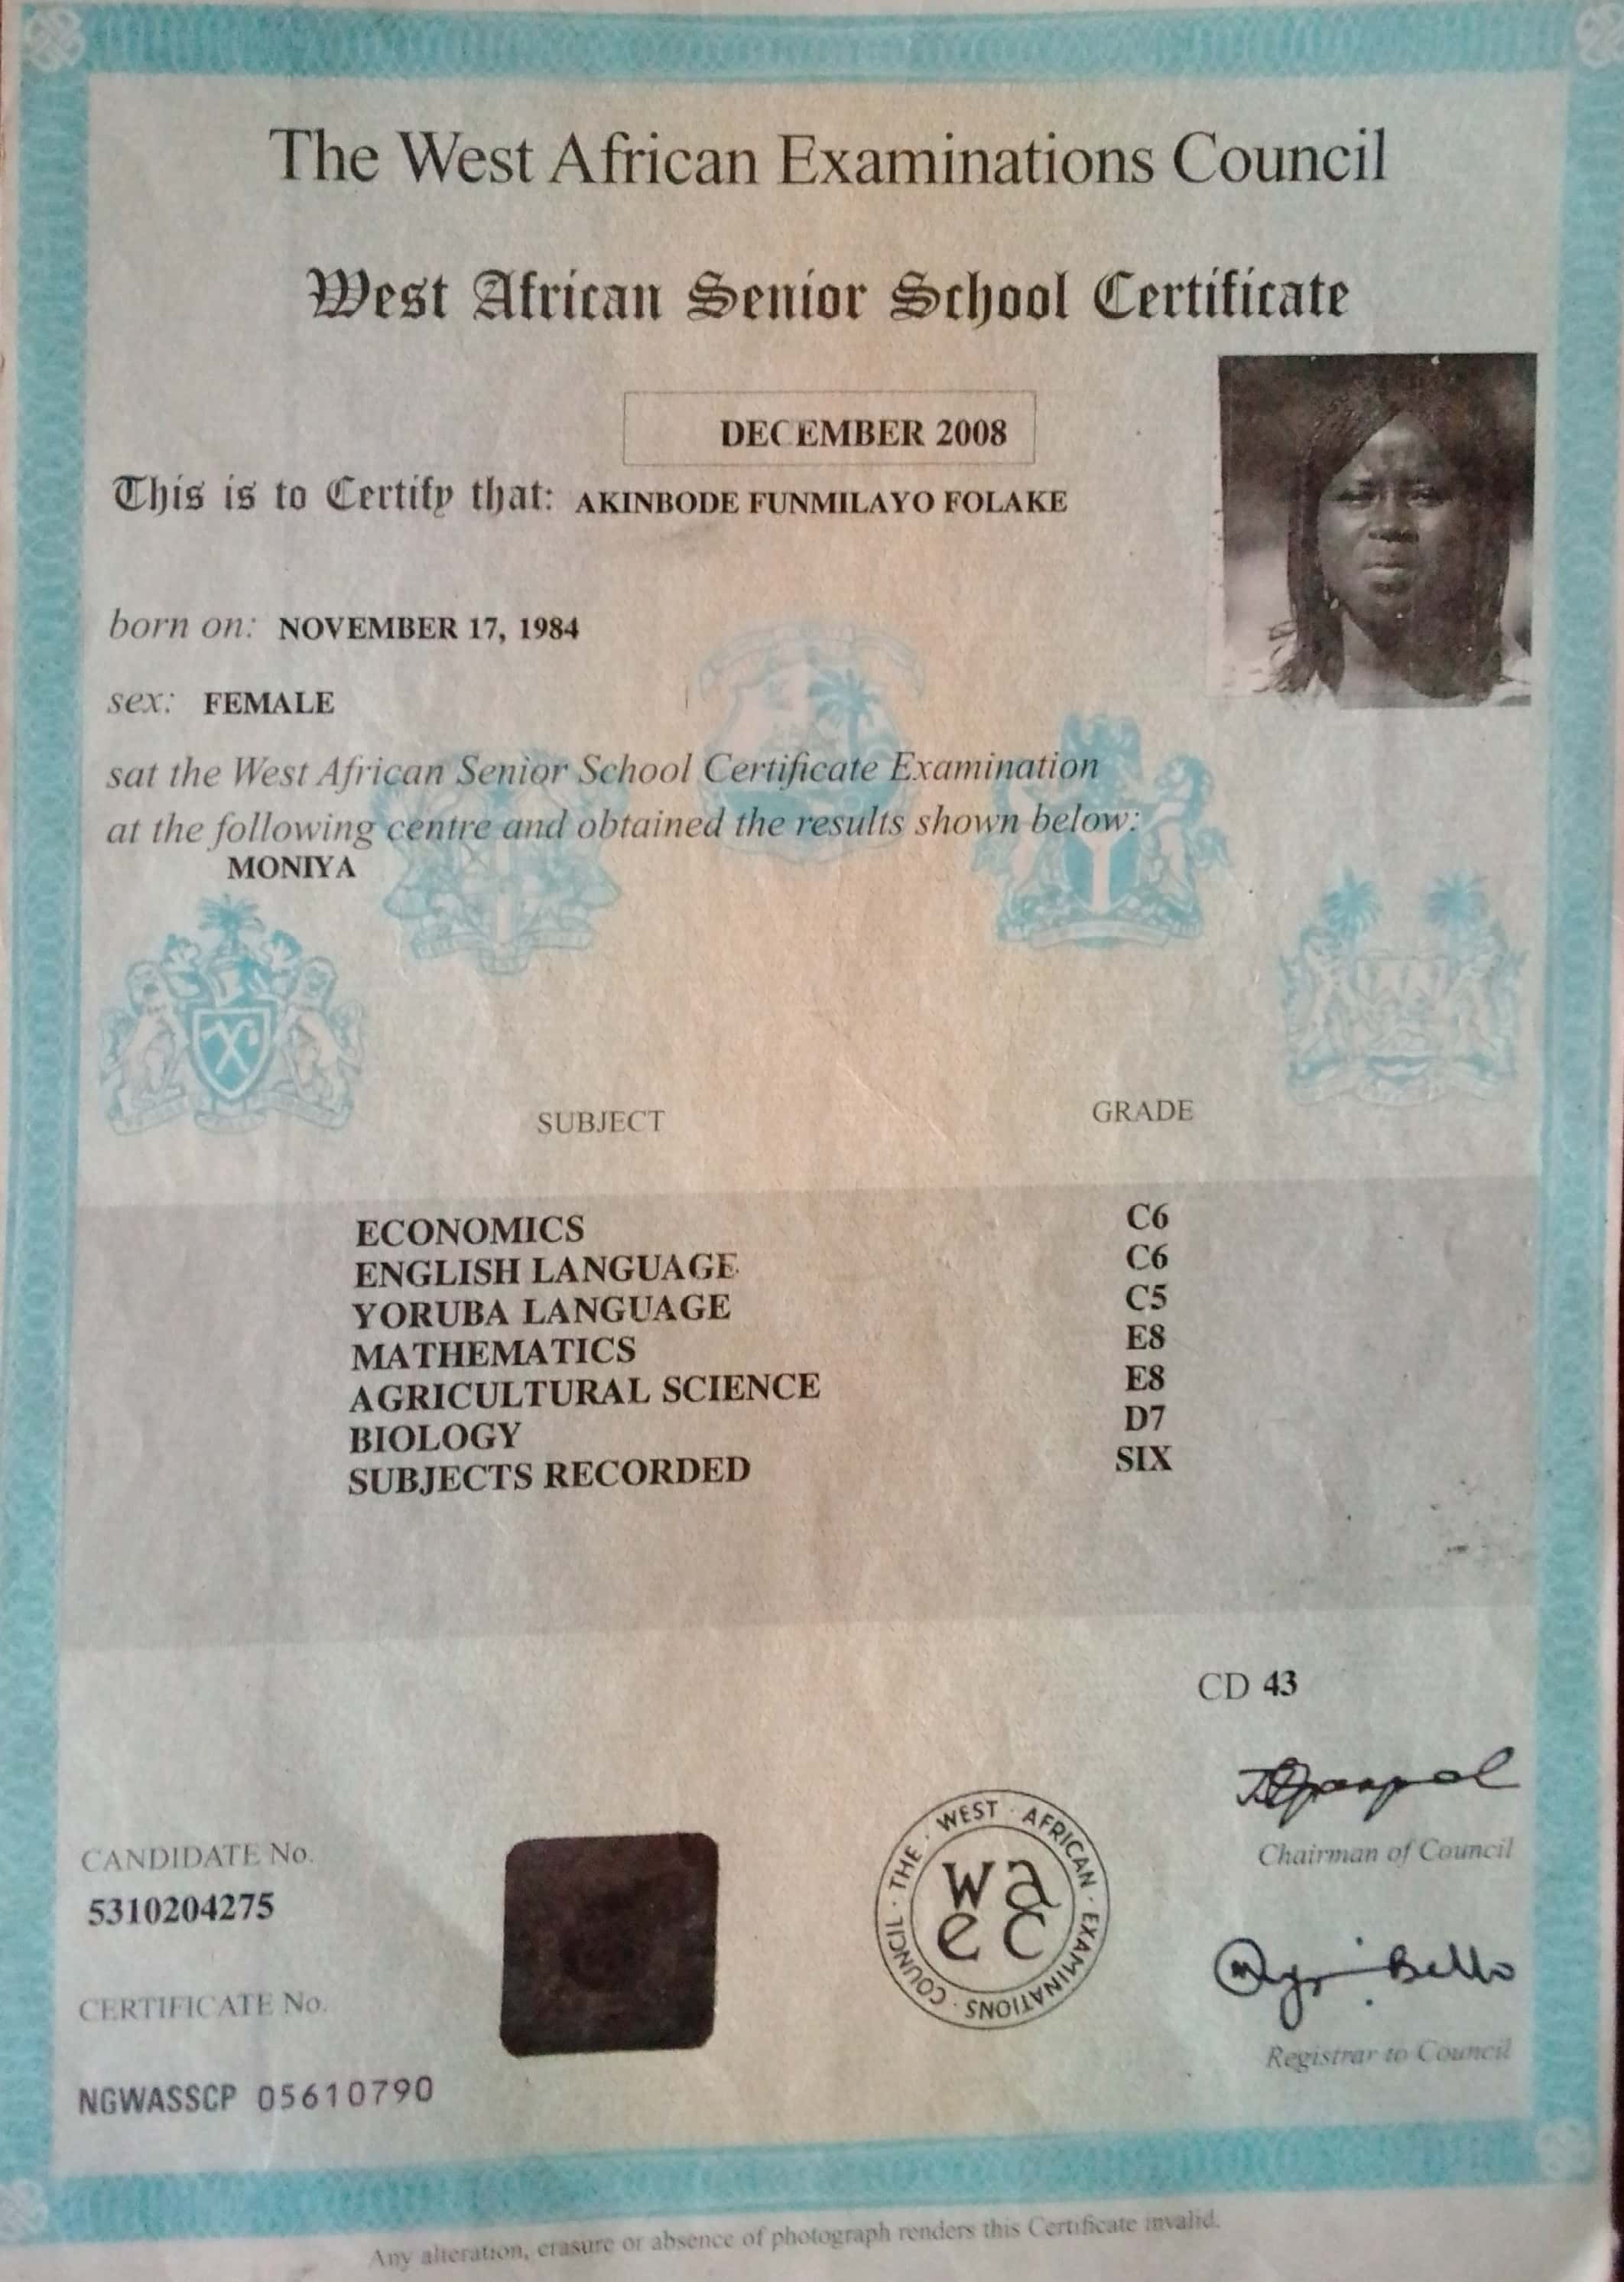 The West African Examinations Council
West African Senior School Certificate
DECEMBER 2008
This is to Certify that: AKINBODE FUNMILAYO FOLAKE
born on: NOVEMBER 17, 1984
sex: FEMALE
sat the West African Senior School Certificate Examination
at the following centre and obtained the results shown below:
MONIYA
SUBJECT GRADE
ECONOMICS C6
ENGLISH LANGUAGE C6
YORUBA LANGUAGE C5
MATHEMATICS E8
AGRICULTURAL SCIENCE E8
BIOLOGY D7
SUBJECTS RECORDED SIX
CD 43
Chairman of Council
CANDIDATE No.
5310204275
THE · WEST · AFRICAN · EXAMINATIONS · COUNCIL ·
wa
ec
Bello
Registrar to Council
CERTIFICATE No.
NGWASSCP 05610790
Any alteration, erasure or absence of photograph renders this Certificate invalid.